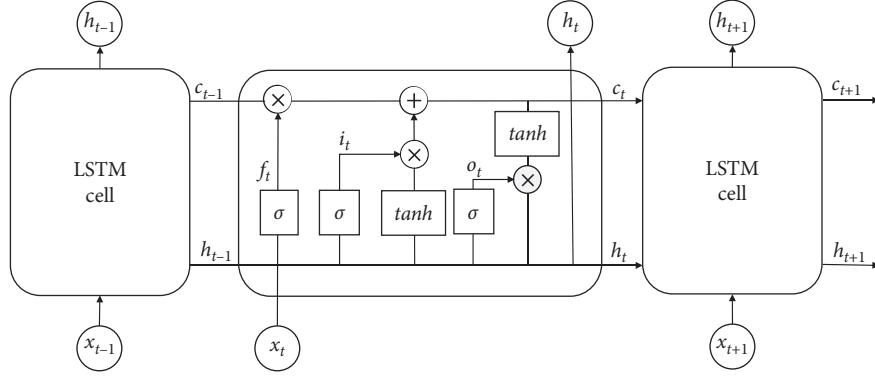 h_{t–1}
h_t
h_{t+1}
c_{t–1}
c_t
c_{t+1}
LSTM
cell
f_t
i_t
o_t
×
+
×
×
tanh
σ
σ
tanh
σ
LSTM
cell
h_{t–1}
h_t
h_{t+1}
x_{t–1}
x_t
x_{t+1}